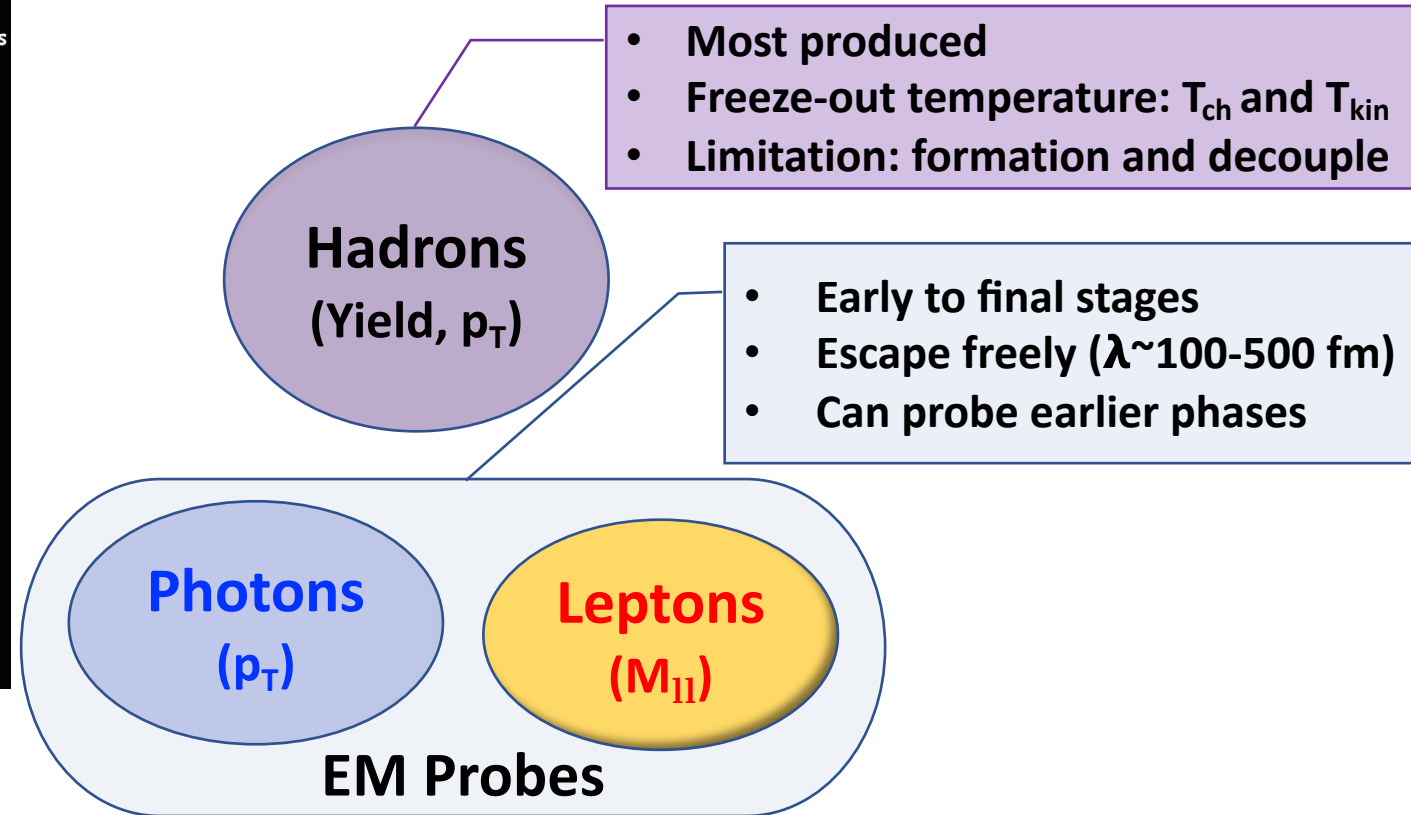 s
• Most produced
• Freeze-out temperature: Tch and Tkin
• Limitation: formation and decouple
Hadrons
(Yield, pT)
• Early to final stages
• Escape freely (λ~100-500 fm)
• Can probe earlier phases
Photons
(pT)
Leptons
(Mll)
EM Probes